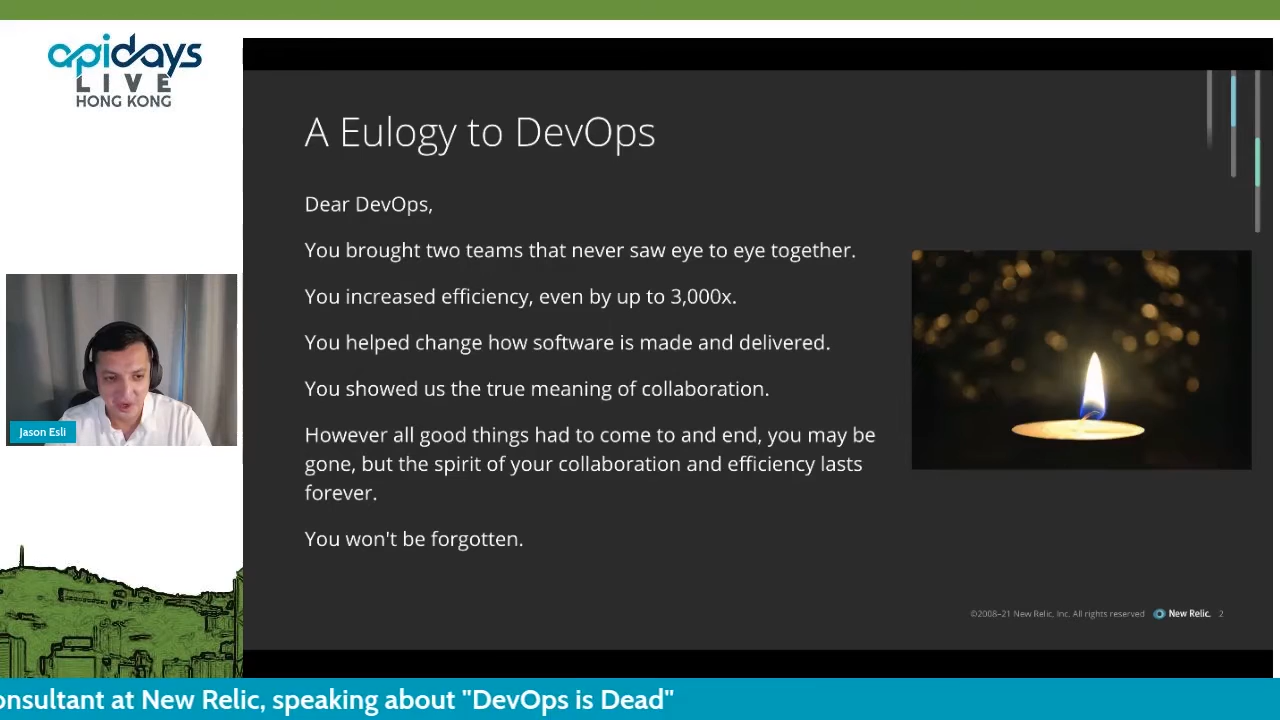 apidays
LIVE
HONG KONG
A Eulogy to DevOps
Dear DevOps,
You brought two teams that never saw eye to eye together.
You increased efficiency, even by up to 3,000x.
You helped change how software is made and delivered.
You showed us the true meaning of collaboration.
However all good things had to come to and end, you may be
gone, but the spirit of your collaboration and efficiency lasts
forever.
You won't be forgotten.
©2008–21 New Relic, Inc. All rights reserved New Relic. 2
Jason Esli
onsultant at New Relic, speaking about "DevOps is Dead"